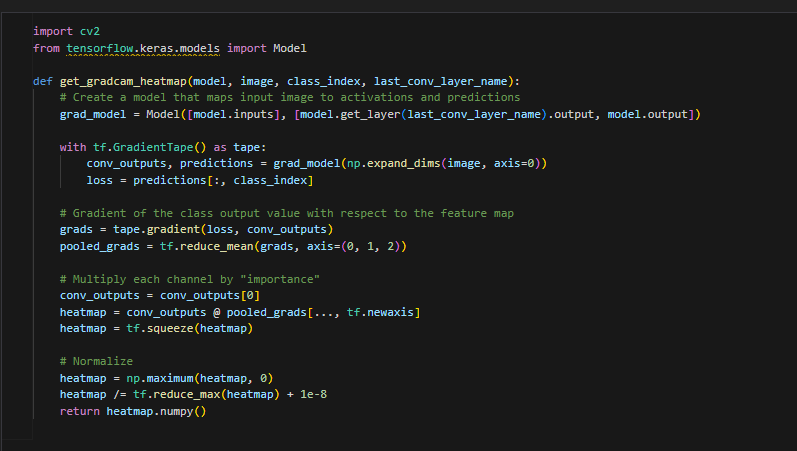 import cv2
from tensorflow.keras.models import Model
def get_gradcam_heatmap(model, image, class_index, last_conv_layer_name):
# Create a model that maps input image to activations and predictions
grad_model = Model([model.inputs], [model.get_layer(last_conv_layer_name).output, model.output])
with tf.GradientTape() as tape:
conv_outputs, predictions = grad_model(np.expand_dims(image, axis=0))
loss = predictions[:, class_index]
# Gradient of the class output value with respect to the feature map
grads = tape.gradient(loss, conv_outputs)
pooled_grads = tf.reduce_mean(grads, axis=(0, 1, 2))
# Multiply each channel by "importance"
conv_outputs = conv_outputs[0]
heatmap = conv_outputs @ pooled_grads[..., tf.newaxis]
heatmap = tf.squeeze(heatmap)
# Normalize
heatmap = np.maximum(heatmap, 0)
heatmap /= tf.reduce_max(heatmap) + 1e-8
return heatmap.numpy()